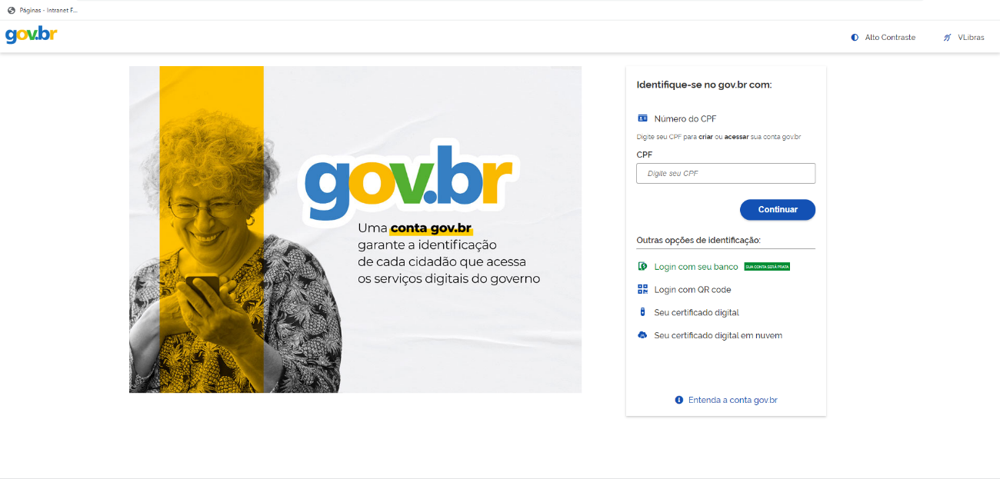 Páginas - Intranet F...
gov.br
Alto Contraste
VLibras
gov.br
Uma conta gov.br
garante a identificação
de cada cidadão que acessa
os serviços digitais do governo
Identifique-se no gov.br com:
Número do CPF
Digite seu CPF para criar ou acessar sua conta gov.br
CPF
Digite seu CPF
Continuar
Outras opções de identificação:
Login com seu banco SUA CONTA SERÁ PRATA
Login com QR code
Seu certificado digital
Seu certificado digital em nuvem
Entenda a conta gov.br